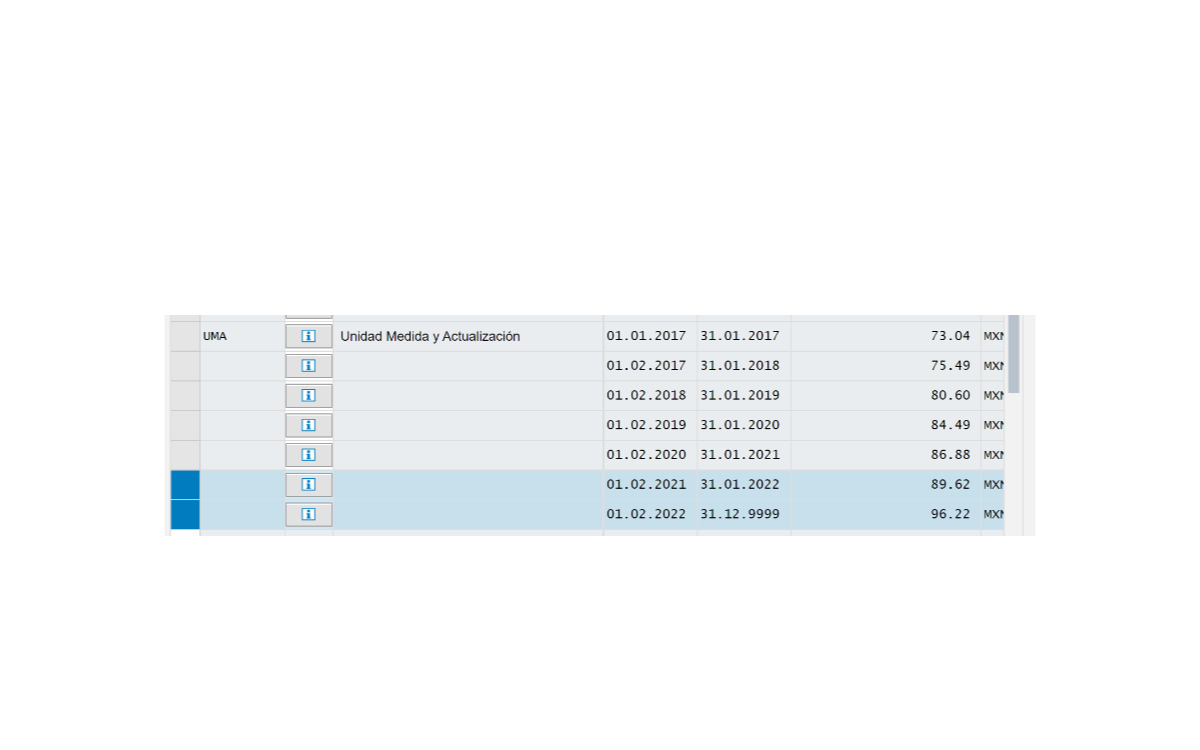 UMA Unidad Medida y Actualización 01.01.2017 31.01.2017 73.04 MXN
01.02.2017 31.01.2018 75.49 MXN
01.02.2018 31.01.2019 80.60 MXN
01.02.2019 31.01.2020 84.49 MXN
01.02.2020 31.01.2021 86.88 MXN
01.02.2021 31.01.2022 89.62 MXN
01.02.2022 31.12.9999 96.22 MXN